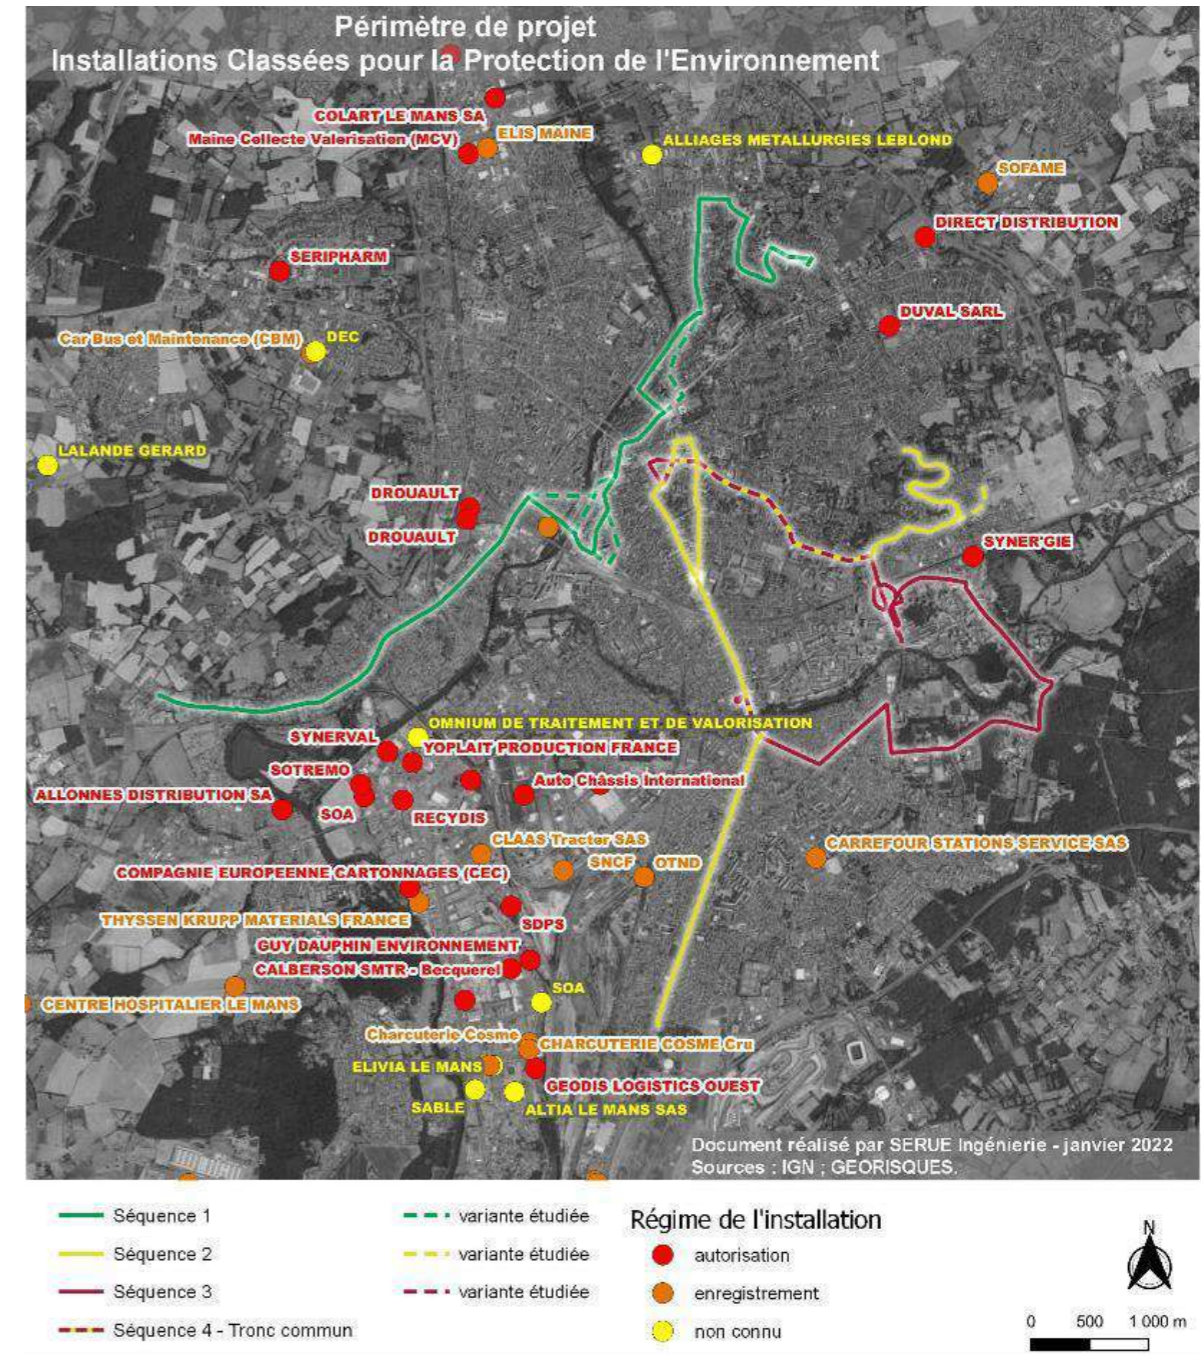 Périmètre de projet
Installations Classées pour la Protection de l'Environnement
COLART LE MANS SA
ELIS MAINE
Maine Collecte Valerisation (MCV)
ALLIAGES METALLURGIES LEBLOND
SOFAME
DIRECT DISTRIBUTION
SERIPHARM
DUVAL SARL
Car Bus et Maintenance (CBM)
DEC
LALANDE GERARD
DROUAULT
DROUAULT
SYNER'GIE
OMNIUM DE TRAITEMENT ET DE VALORISATION
SYNERVAL
YOPLAIT PRODUCTION FRANCE
SOTREMO
Auto Châssis International
ALLONNES DISTRIBUTION SA
SOA
RECYDIS
CLAAS Tracter SAS
CARREFOUR STATIONS SERVICE SAS
SNCF
OTND
COMPAGNIE EUROPEENNE CARTONNAGES (CEC)
THYSSEN KRUPP MATERIALS FRANCE
SDPS
GUY DAUPHIN ENVIRONNEMENT
CALBERSON SMTR - Becquerel
SOA
CENTRE HOSPITALIER LE MANS
Charcuterie Cosme
CHARCUTERIE COSME Cru
ELIVIA LE MANS
GEODIS LOGISTICS OUEST
SABLE
ALTIA LE MANS SAS
Document réalisé par SERUE Ingénierie - janvier 2022
Sources : IGN ; GEORISQUES.
Séquence 1
variante étudiée
Régime de l'installation
N
Séquence 2
variante étudiée
autorisation
Séquence 3
variante étudiée
enregistrement
0 500 1 000 m
Séquence 4 - Tronc commun
non connu